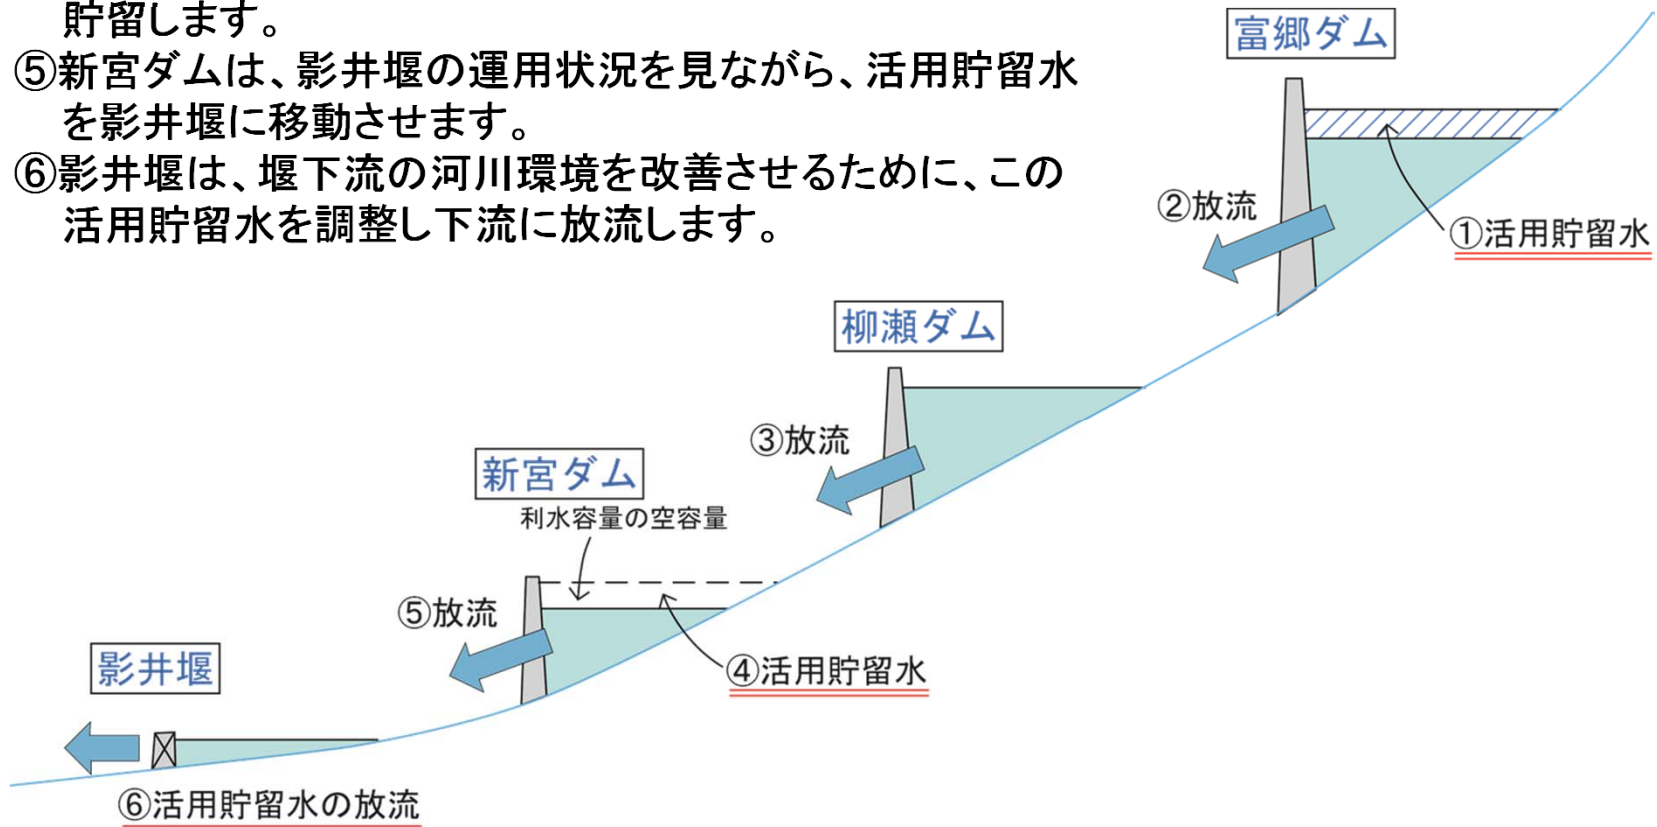 貯留します。
⑤新宮ダムは、影井堰の運用状況を見ながら、活用貯留水
を影井堰に移動させます。
⑥影井堰は、堰下流の河川環境を改善させるために、この
活用貯留水を調整し下流に放流します。
富郷ダム
②放流
①活用貯留水
柳瀬ダム
③放流
新宮ダム
利水容量の空容量
⑤放流
④活用貯留水
影井堰
⑥活用貯留水の放流